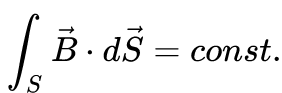 ∫_S B⃗ · dS⃗ = const.